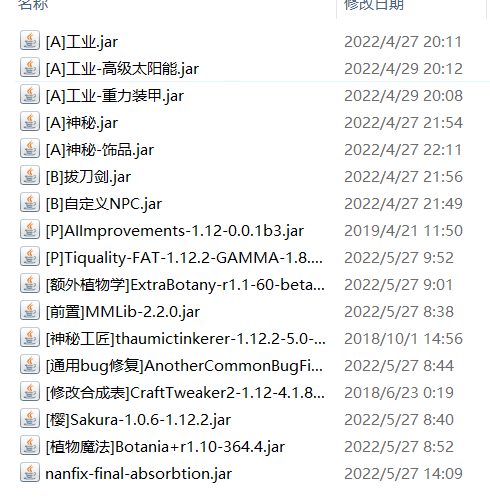 名称 修改日期
[A]工业.jar 2022/4/27 20:11
[A]工业-高级太阳能.jar 2022/4/29 20:12
[A]工业-重力装甲.jar 2022/4/29 20:08
[A]神秘.jar 2022/4/27 21:54
[A]神秘-饰品.jar 2022/4/27 22:11
[B]拔刀剑.jar 2022/4/27 21:56
[B]自定义NPC.jar 2022/4/27 21:49
[P]AIImprovements-1.12-0.0.1b3.jar 2019/4/21 11:50
[P]Tiquality-FAT-1.12.2-GAMMA-1.8.... 2022/5/27 9:52
[额外植物学]ExtraBotany-r1.1-60-beta... 2022/5/27 9:01
[前置]MMLib-2.2.0.jar 2022/5/27 8:38
[神秘工匠]thaumictinkerer-1.12.2-5.0-... 2018/10/1 14:56
[通用bug修复]AnotherCommonBugFi... 2022/5/27 8:44
[修改合成表]CraftTweaker2-1.12-4.1.8... 2018/6/23 0:19
[樱]Sakura-1.0.6-1.12.2.jar 2022/5/27 8:40
[植物魔法]Botania+r1.10-364.4.jar 2022/5/27 8:52
nanfix-final-absorbtion.jar 2022/5/27 14:09